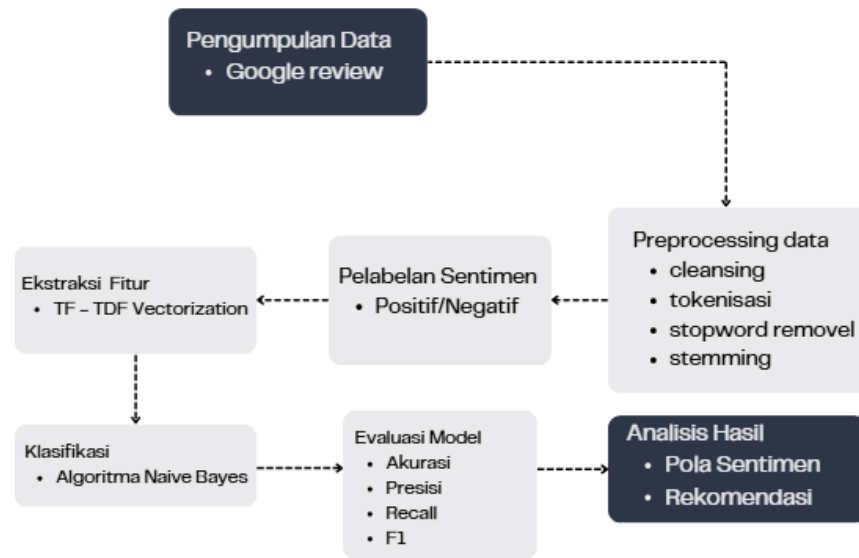 Pengumpulan Data
• Google review
Preprocessing data
• cleansing
• tokenisasi
• stopword removel
• stemming
Pelabelan Sentimen
• Positif/Negatif
Ekstraksi Fitur
• TF – TDF Vectorization
Klasifikasi
• Algoritma Naive Bayes
Evaluasi Model
• Akurasi
• Presisi
• Recall
• F1
Analisis Hasil
• Pola Sentimen
• Rekomendasi